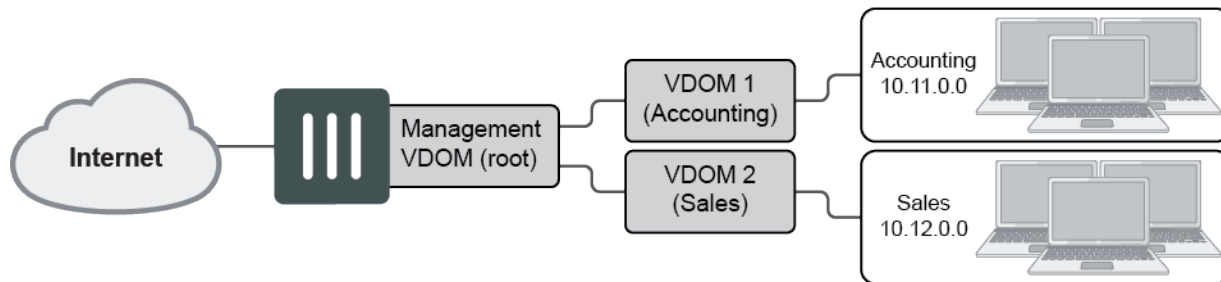 Internet
Management
VDOM (root)
VDOM 1
(Accounting)
VDOM 2
(Sales)
Accounting
10.11.0.0
Sales
10.12.0.0